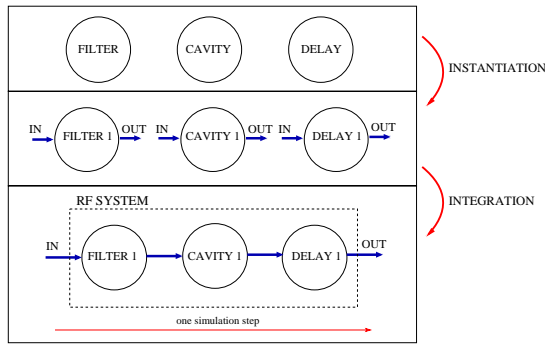 FILTER CAVITY DELAY
INSTANTIATION
IN FILTER 1 OUT IN CAVITY 1 OUT IN DELAY 1 OUT
INTEGRATION
RF SYSTEM
IN FILTER 1 CAVITY 1 DELAY 1 OUT
one simulation step